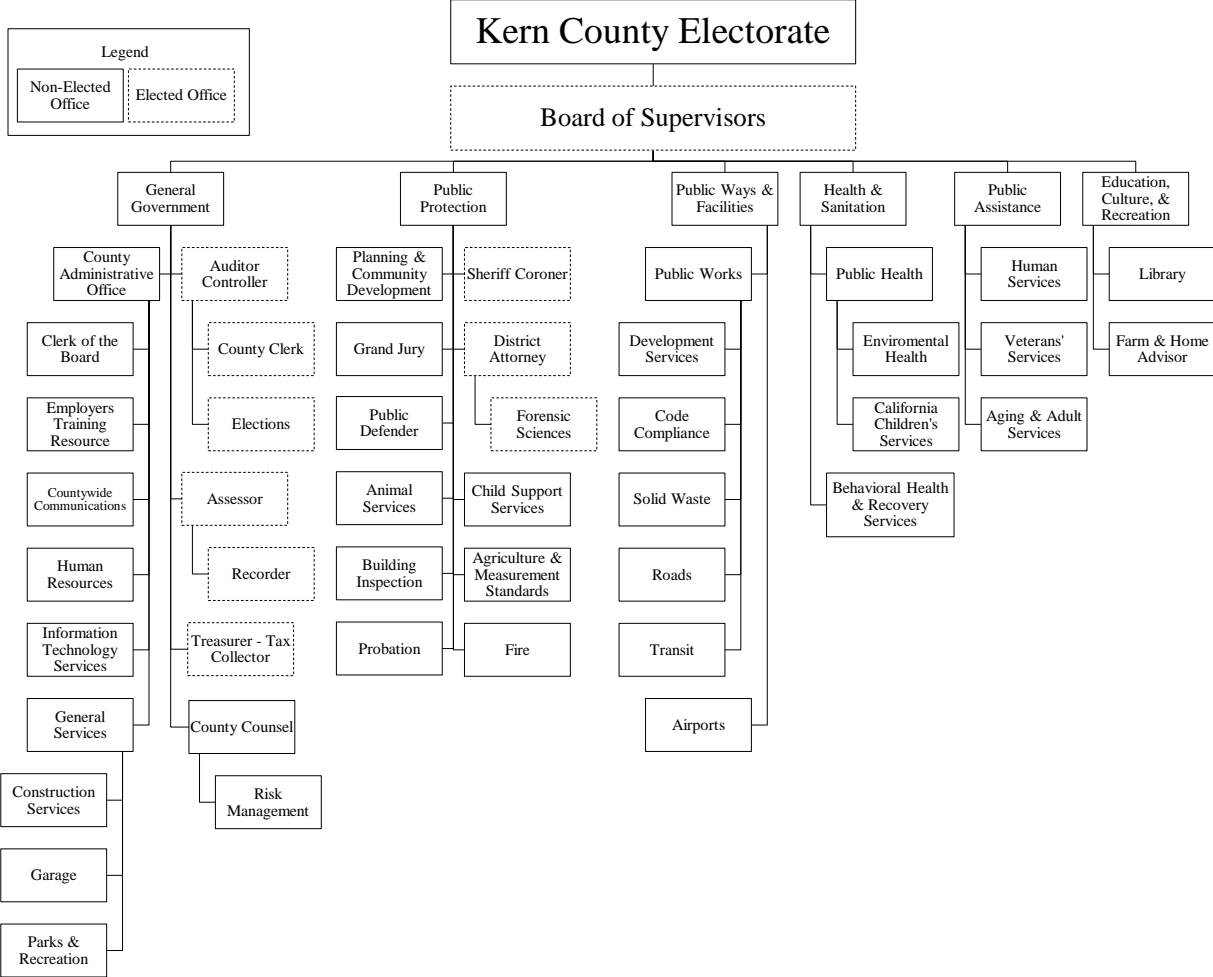 Kern County Electorate
Legend
Non-Elected
Office
Elected Office
Board of Supervisors
General
Government
Public
Protection
Public Ways &
Facilities
Health &
Sanitation
Public
Assistance
Education,
Culture, &
Recreation
County
Administrative
Office
Auditor
Controller
Clerk of the
Board
County Clerk
Employers
Training
Resource
Elections
Countywide
Communications
Assessor
Human
Resources
Recorder
Information
Technology
Services
Treasurer - Tax
Collector
General
Services
County Counsel
Construction
Services
Risk
Management
Garage
Parks &
Recreation
Planning &
Community
Development
Sheriff Coroner
Grand Jury
District
Attorney
Public
Defender
Forensic
Sciences
Animal
Services
Child Support
Services
Building
Inspection
Agriculture &
Measurement
Standards
Probation
Fire
Public Works
Development
Services
Code
Compliance
Solid Waste
Roads
Transit
Airports
Public Health
Enviromental
Health
California
Children's
Services
Behavioral Health
& Recovery
Services
Human
Services
Veterans'
Services
Aging & Adult
Services
Library
Farm & Home
Advisor